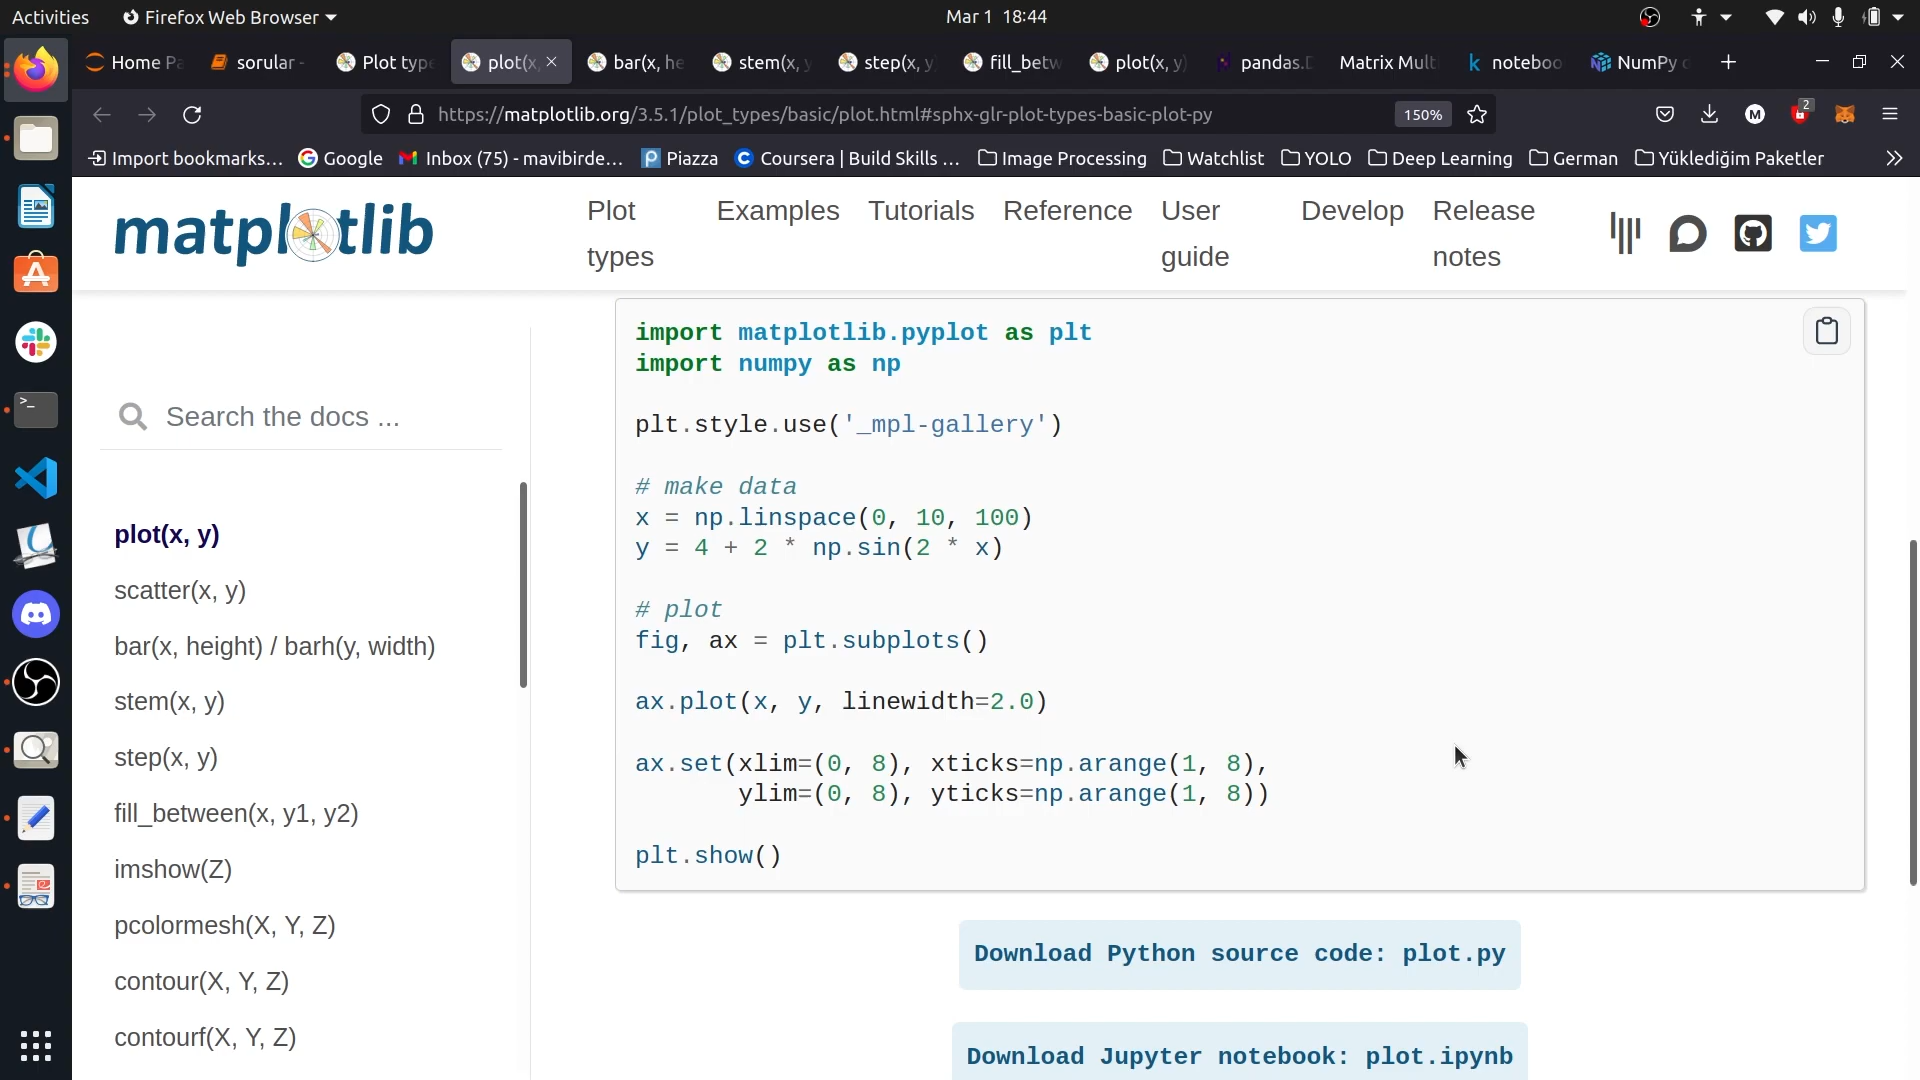 Activities
Firefox Web Browser
Mar 1 18:44
Home Pa
sorular -
Plot type
plot(x,
bar(x, he
stem(x, y
step(x, y)
fill_betw
plot(x, y)
pandas.D
Matrix Mult
noteboo
NumPy
https://matplotlib.org/3.5.1/plot_types/basic/plot.html#sphx-glr-plot-types-basic-plot-py
150%
M
2
Import bookmarks...
Google
Inbox (75) - mavibirde...
Piazza
Coursera | Build Skills ...
Image Processing
Watchlist
YOLO
Deep Learning
German
Yüklediğim Paketler
matplotlib
Plot types
Examples
Tutorials
Reference
User guide
Develop
Release notes
Search the docs ...
plot(x, y)
scatter(x, y)
bar(x, height) / barh(y, width)
stem(x, y)
step(x, y)
fill_between(x, y1, y2)
imshow(Z)
pcolormesh(X, Y, Z)
contour(X, Y, Z)
contourf(X, Y, Z)
import matplotlib.pyplot as plt
import numpy as np
plt.style.use('_mpl-gallery')
# make data
x = np.linspace(0, 10, 100)
y = 4 + 2 * np.sin(2 * x)
# plot
fig, ax = plt.subplots()
ax.plot(x, y, linewidth=2.0)
ax.set(xlim=(0, 8), xticks=np.arange(1, 8),
ylim=(0, 8), yticks=np.arange(1, 8))
plt.show()
Download Python source code: plot.py
Download Jupyter notebook: plot.ipynb